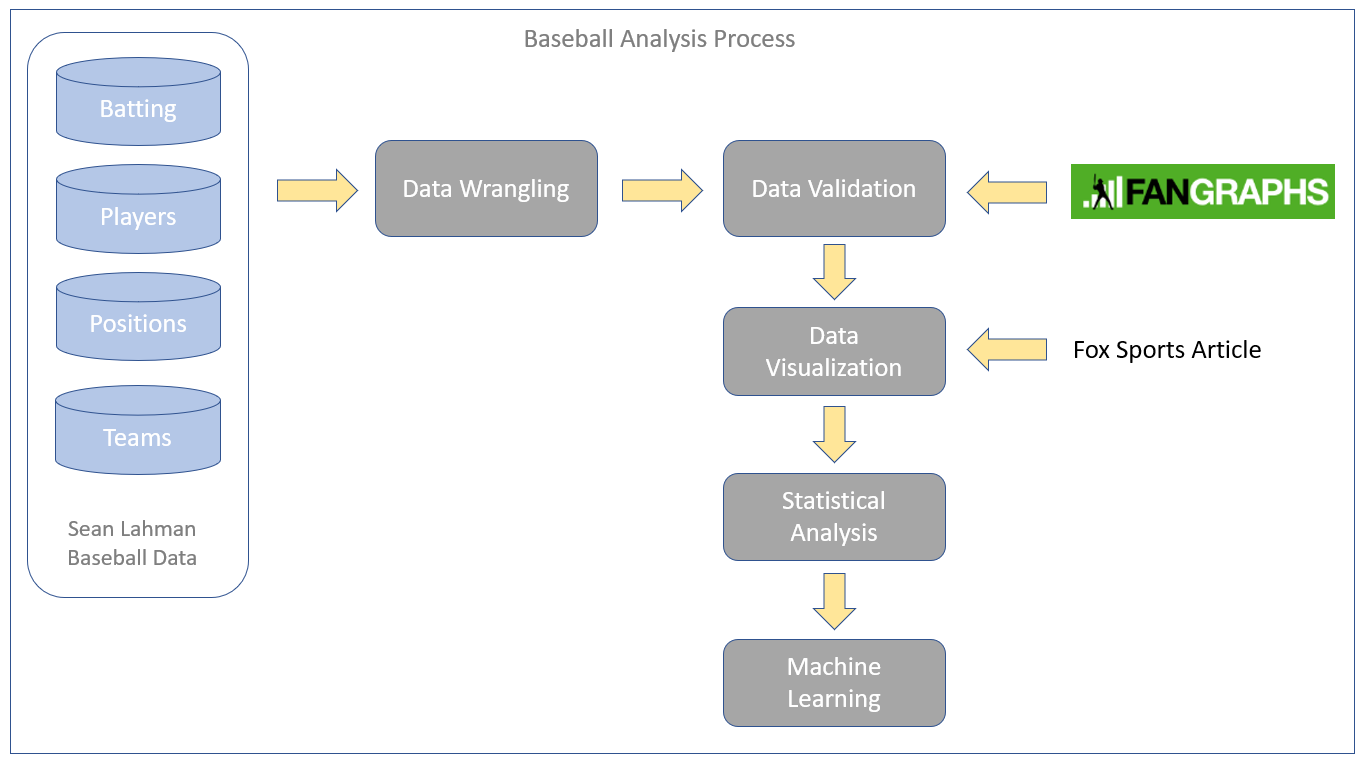 Baseball Analysis Process
Batting
Players
Positions
Teams
Sean Lahman
Baseball Data
Data Wrangling
Data Validation
FANGRAPHS
Data
Visualization
Fox Sports Article
Statistical
Analysis
Machine
Learning